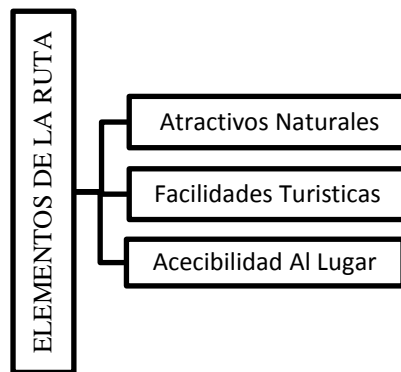 ELEMENTOS DE LA RUTA
Atractivos Naturales
Facilidades Turisticas
Acecibilidad Al Lugar